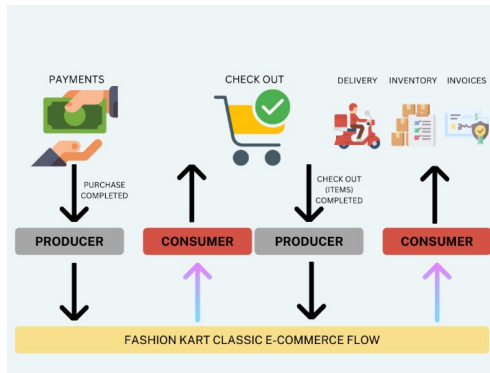 PAYMENTS
CHECK OUT
DELIVERY
INVENTORY
INVOICES
PURCHASE
COMPLETED
CHECK OUT
(ITEMS)
COMPLETED
PRODUCER
CONSUMER
PRODUCER
CONSUMER
FASHION KART CLASSIC E-COMMERCE FLOW